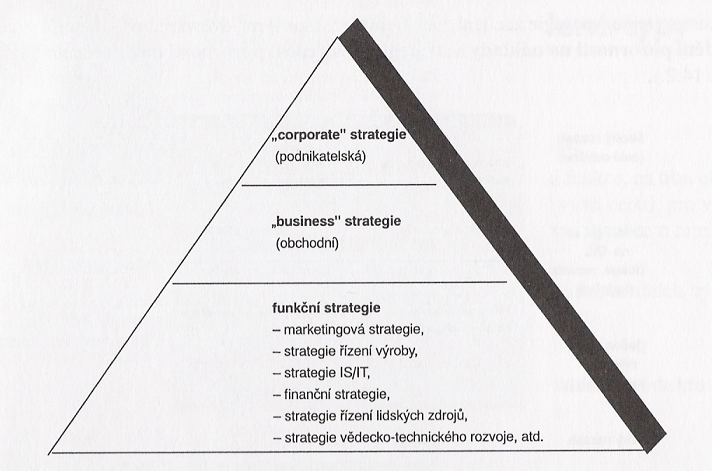 „corporate" strategie
(podnikatelská)
„business" strategie
(obchodní)
funkční strategie
– marketingová strategie,
– strategie řízení výroby,
– strategie IS/IT,
– finanční strategie,
– strategie řízení lidských zdrojů,
– strategie vědecko-technického rozvoje, atd.